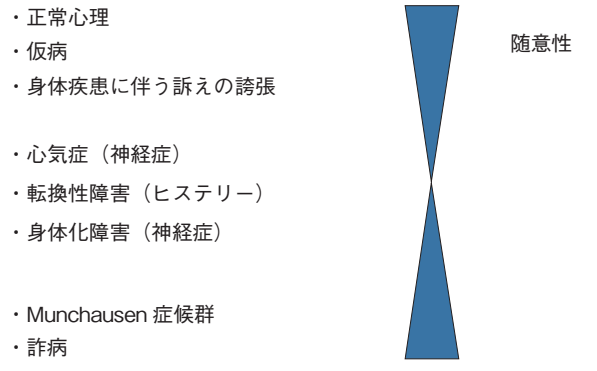 ・正常心理
・仮病
・身体疾患に伴う訴えの誇張
・心気症（神経症）
・転換性障害（ヒステリー）
・身体化障害（神経症）
・Munchausen 症候群
・詐病
随意性